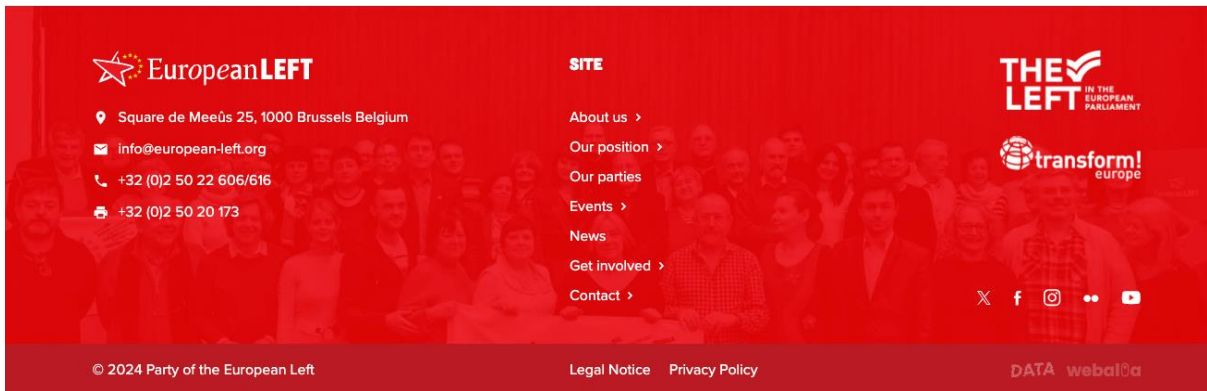 EuropeanLEFT
Square de Meeûs 25, 1000 Brussels Belgium
info@european-left.org
+32 (0)2 50 22 606/616
+32 (0)2 50 20 173
SITE
About us
Our position
Our parties
Events
News
Get involved
Contact
THE
LEFT
IN THE
EUROPEAN
PARLIAMENT
transform!
europe
© 2024 Party of the European Left
Legal Notice Privacy Policy
DATA